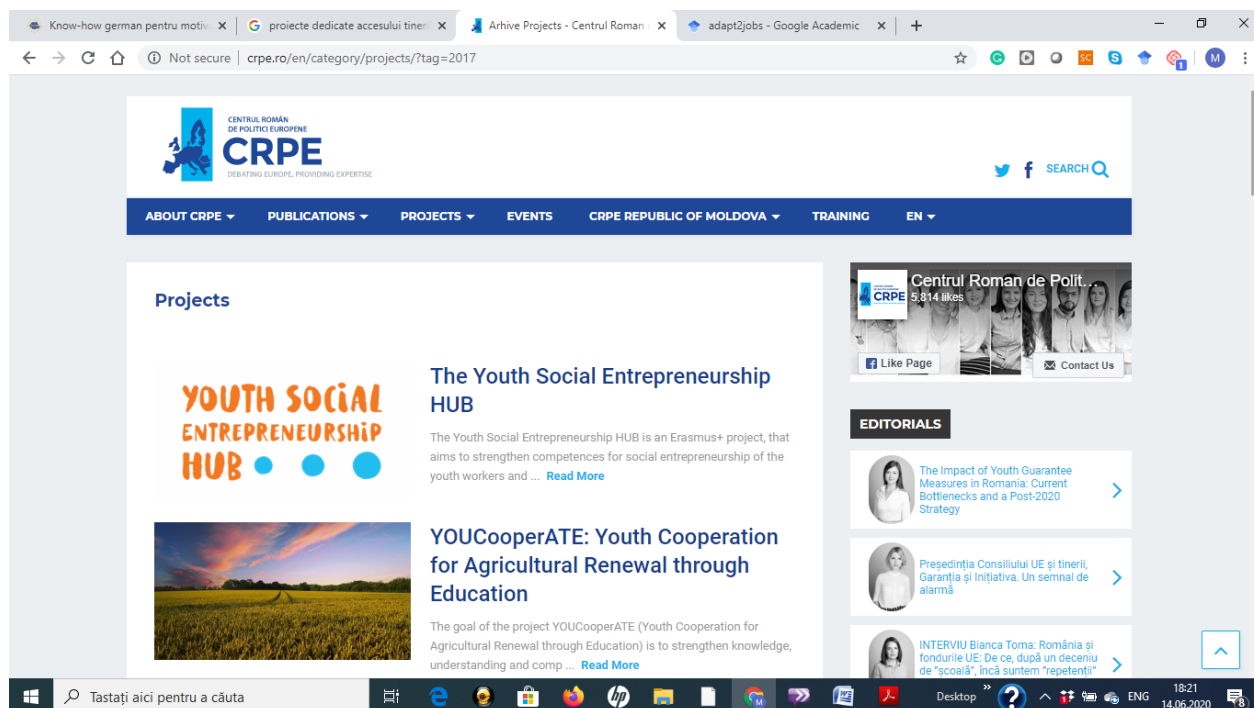 Know-how german pentru motiv
proiecte dedicate accesului tineri
Arhive Projects - Centrul Roman
adapt2jobs - Google Academic
Not secure | crpe.ro/en/category/projects/?tag=2017
SC
S
1
M
CENTRUL ROMÂN
DE POLITICI EUROPENE
CRPE
DEBATING EUROPE, PROVIDING EXPERTISE
SEARCH
ABOUT CRPE PUBLICATIONS PROJECTS EVENTS CRPE REPUBLIC OF MOLDOVA TRAINING EN
Projects
YOUTH SOCIAL
ENTREPRENEURSHIP
HUB
The Youth Social Entrepreneurship
HUB
The Youth Social Entrepreneurship HUB is an Erasmus+ project, that
aims to strengthen competences for social entrepreneurship of the
youth workers and ... Read More
YOUCooperATE: Youth Cooperation
for Agricultural Renewal through
Education
The goal of the project YOUCooperATE (Youth Cooperation for
Agricultural Renewal through Education) is to strengthen knowledge,
understanding and comp ... Read More
CRPE
Centrul Roman de Polit...
5,814 likes
Like Page
Contact Us
EDITORIALS
The Impact of Youth Guarantee
Measures in Romania: Current
Bottlenecks and a Post-2020
Strategy
Președinția Consiliului UE și tinerii,
Garanția și Inițiativa. Un semnal de
alarmă
INTERVIU Bianca Toma: România și
fondurile UE: De ce, după un deceniu
de "școală", încă suntem "repetenții"
Tastați aici pentru a căuta
hp
Desktop
ENG
18:21
14.06.2020
8